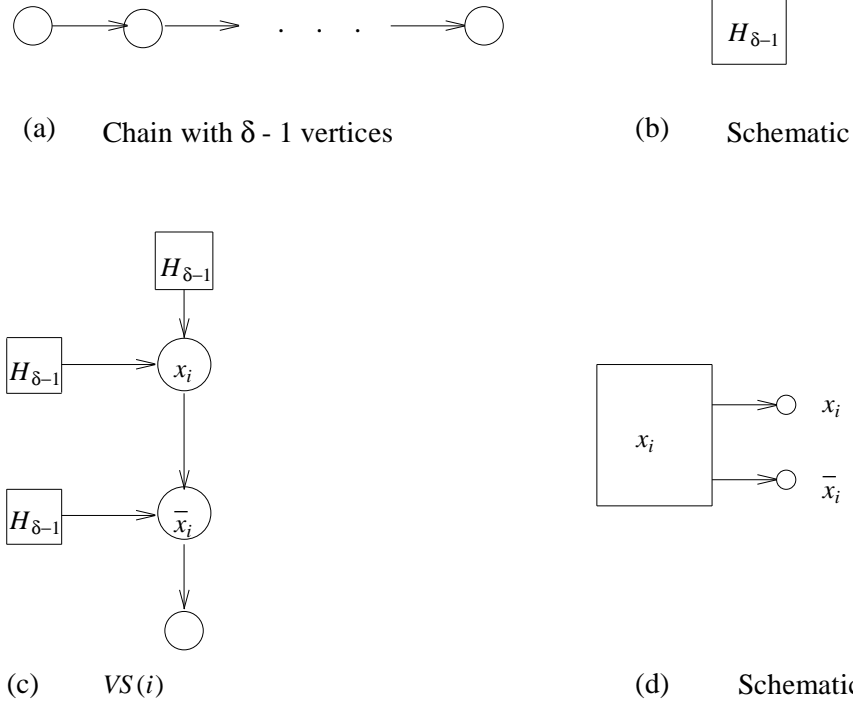 . . .
H_{δ−1}
(a) Chain with δ - 1 vertices
(b) Schematic
H_{δ−1}
H_{δ−1}
x_i
x_i
x_i
H_{δ−1}
x̄_i
x̄_i
(c) VS(i)
(d) Schematic